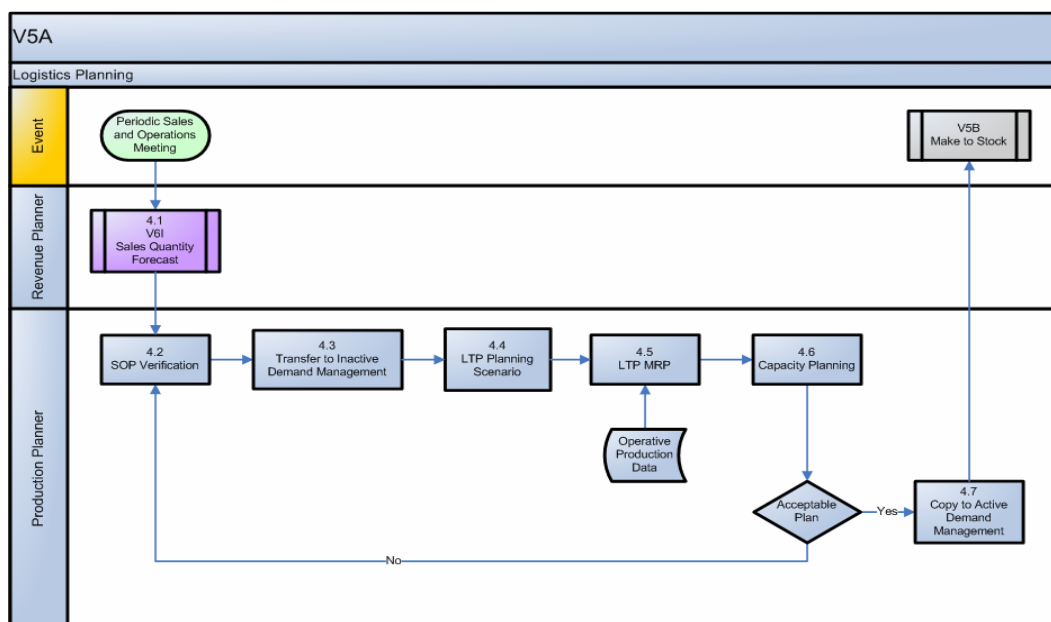 V5A
Logistics Planning
Event
Periodic Sales
and Operations
Meeting
V5B
Make to Stock
Revenue Planner
4.1
V6I
Sales Quantity
Forecast
Production Planner
4.2
SOP Verification
4.3
Transfer to Inactive
Demand Management
4.4
LTP Planning
Scenario
4.5
LTP MRP
4.6
Capacity Planning
Operative
Production
Data
Acceptable
Plan
Yes
4.7
Copy to Active
Demand
Management
No